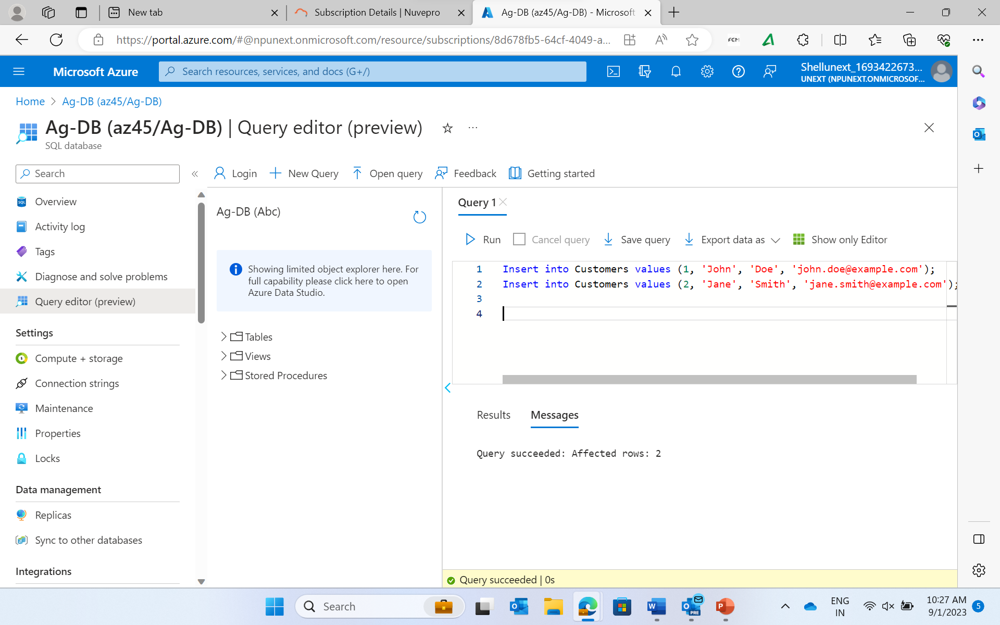 New tab
Subscription Details | Nuvepro
Ag-DB (az45/Ag-DB) - Microsoft
https://portal.azure.com/#@npunext.onmicrosoft.com/resource/subscriptions/8d678fb5-64cf-4049-a...
FCM
Microsoft Azure
Search resources, services, and docs (G+/)
Shellunext_1693422673...
UNEXT (NPUNEXT.ONMICROSOF...
Home > Ag-DB (az45/Ag-DB)
Ag-DB (az45/Ag-DB) | Query editor (preview)
SQL database
Search
Overview
Activity log
Tags
Diagnose and solve problems
Query editor (preview)
Settings
Compute + storage
Connection strings
Maintenance
Properties
Locks
Data management
Replicas
Sync to other databases
Integrations
Login
New Query
Open query
Feedback
Getting started
Ag-DB (Abc)
Showing limited object explorer here. For
full capability please click here to open
Azure Data Studio.
Tables
Views
Stored Procedures
Query 1
Run
Cancel query
Save query
Export data as
Show only Editor
1 Insert into Customers values (1, 'John', 'Doe', 'john.doe@example.com');
2 Insert into Customers values (2, 'Jane', 'Smith', 'jane.smith@example.com');
3
4
Results
Messages
Query succeeded: Affected rows: 2
Query succeeded | 0s
Search
ENG
IN
10:27 AM
9/1/2023
5